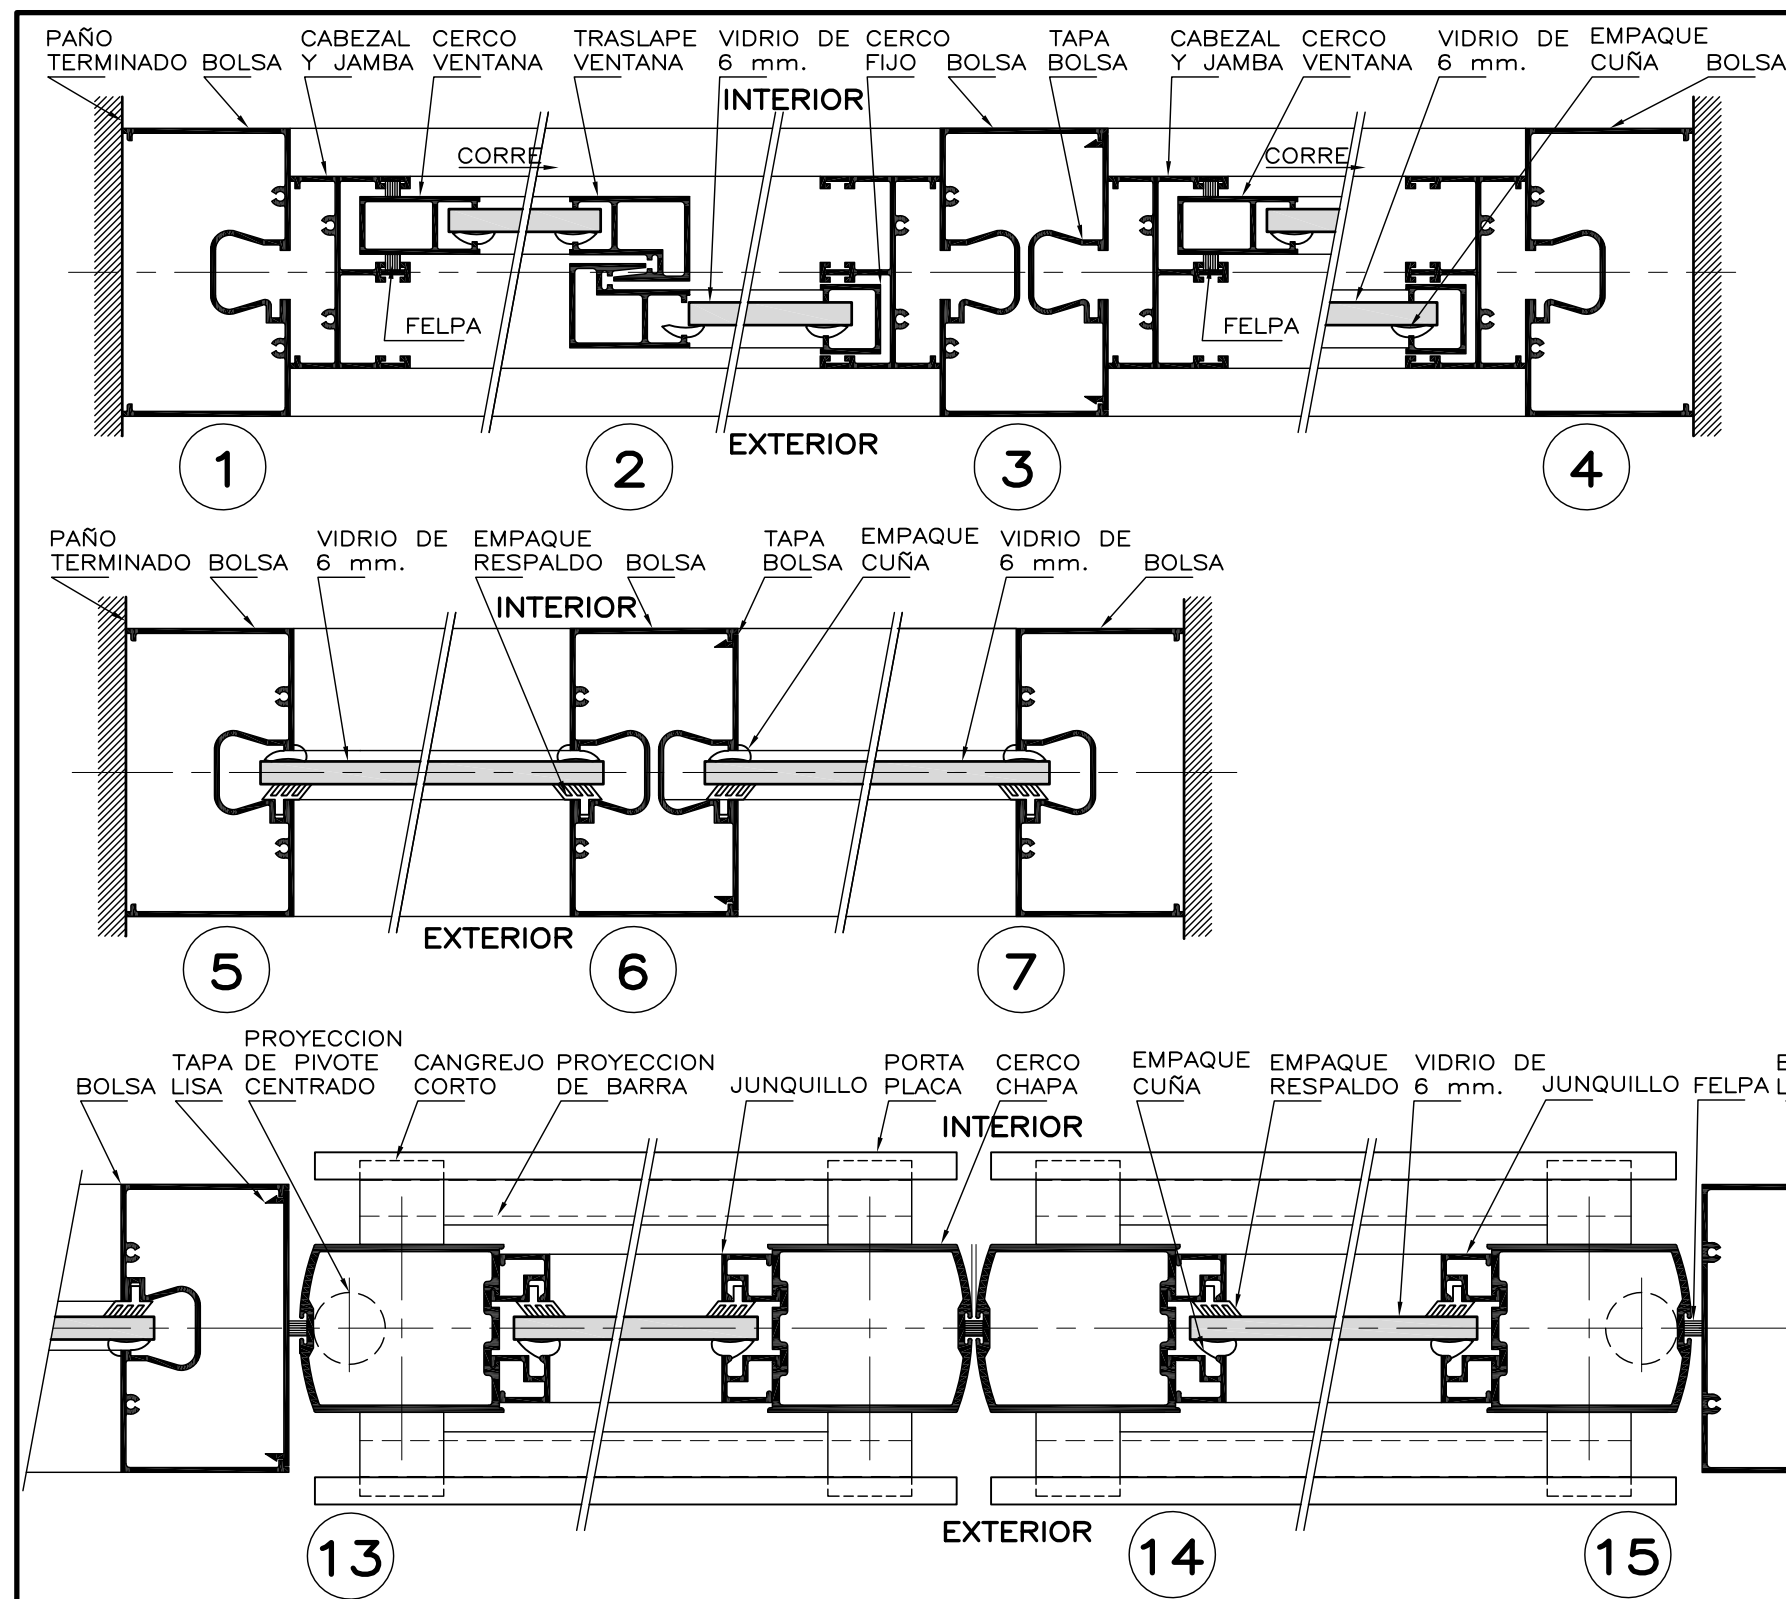 PAÑO
TERMINADO
BOLSA
CABEZAL
Y JAMBA
CERCO
VENTANA
TRASLAPE
VENTANA
VIDRIO DE
6 mm.
CERCO
FIJO
BOLSA
TAPA
BOLSA
CABEZAL
Y JAMBA
CERCO
VENTANA
VIDRIO DE
6 mm.
EMPAQUE
CUÑA
BOLSA
INTERIOR
CORRE
CORRE
FELPA
FELPA
EXTERIOR
1
2
3
4
PAÑO
TERMINADO
BOLSA
VIDRIO DE
6 mm.
EMPAQUE
RESPALDO
BOLSA
TAPA
BOLSA
EMPAQUE
CUÑA
VIDRIO DE
6 mm.
BOLSA
INTERIOR
EXTERIOR
5
6
7
BOLSA
TAPA
LISA
PROYECCION
DE PIVOTE
CENTRADO
CANGREJO
CORTO
PROYECCION
DE BARRA
JUNQUILLO
PORTA
PLACA
CERCO
CHAPA
EMPAQUE
CUÑA
EMPAQUE
RESPALDO
VIDRIO DE
6 mm.
JUNQUILLO
FELPA
INTERIOR
EXTERIOR
13
14
15